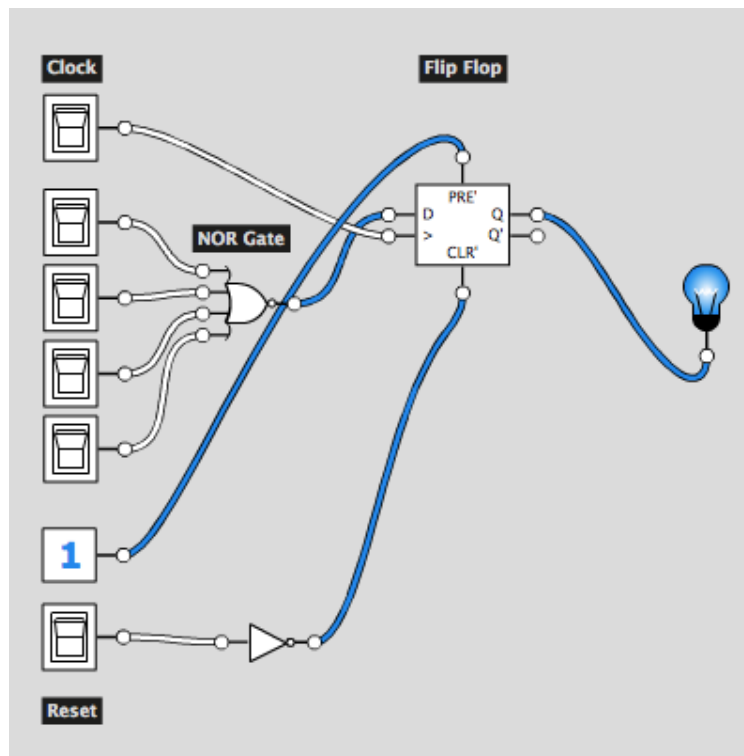 Clock
Flip Flop
PRE'
D
Q
NOR Gate
>
Q'
CLR'
1
Reset